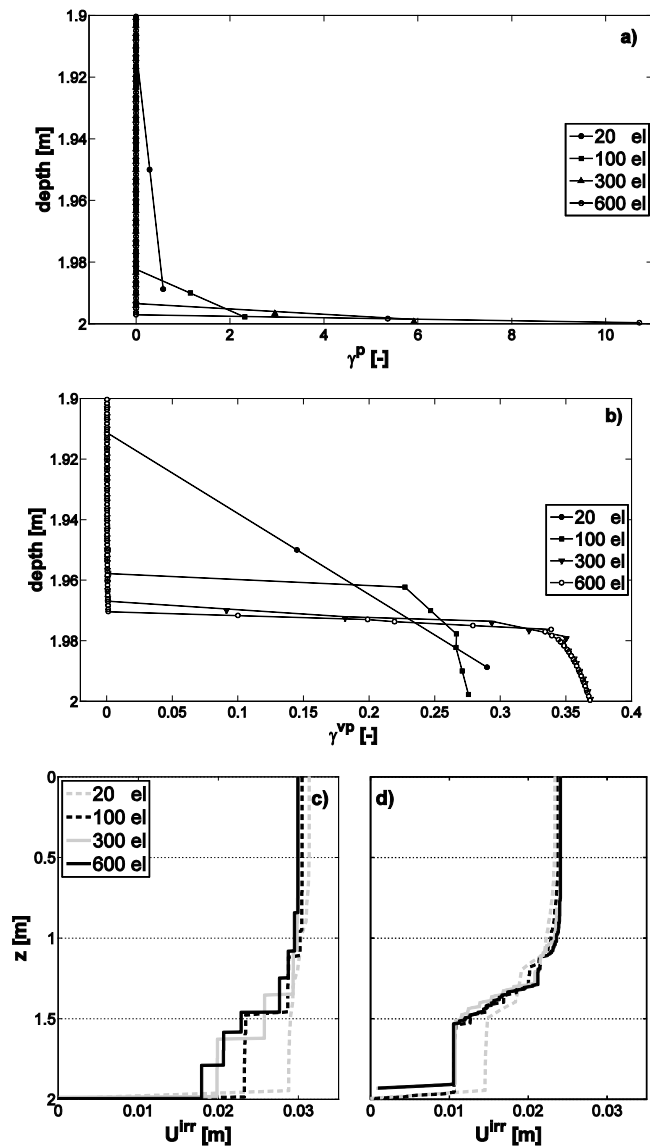 a)
1.9
1.92
1.94
1.96
1.98
2
depth [m]
20 el
100 el
300 el
600 el
0 2 4 6 8 10
γᵖ [-]
b)
1.9
1.92
1.94
1.96
1.98
2
depth [m]
20 el
100 el
300 el
600 el
0 0.05 0.1 0.15 0.2 0.25 0.3 0.35 0.4
γᵛᵖ [-]
c)
20 el
100 el
300 el
600 el
0
0.5
1
1.5
2
z [m]
0.01 0.02 0.03
Uⁱʳʳ [m]
d)
0 0.01 0.02 0.03
Uⁱʳʳ [m]